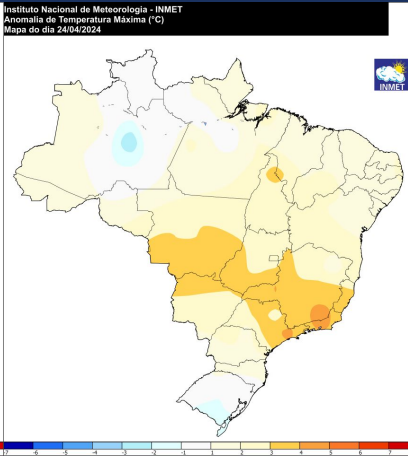 Instituto Nacional de Meteorologia - INMET
Anomalia de Temperatura Máxima (°C)
Mapa do dia 24/04/2024
INMET
-7 -6 -5 -4 -3 -2 -1 1 2 3 4 5 6 7